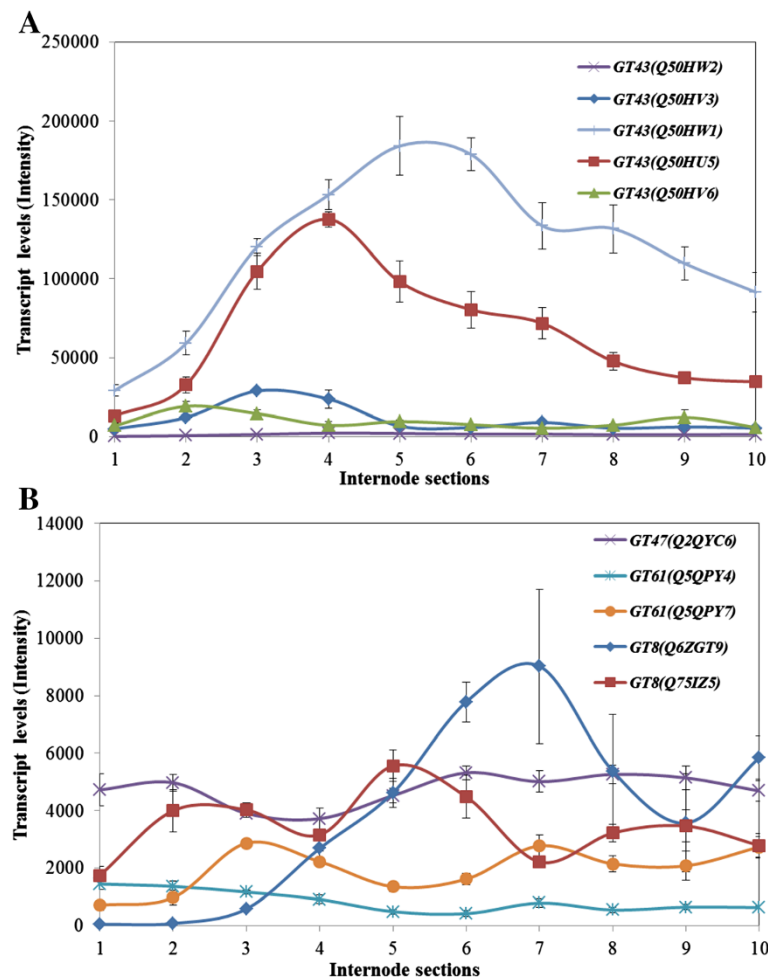 A
250000
200000
150000
100000
50000
0
Transcript levels (Intensity)
GT43(Q50HW2)
GT43(Q50HV3)
GT43(Q50HW1)
GT43(Q50HU5)
GT43(Q50HV6)
1 2 3 4 5 6 7 8 9 10
Internode sections
B
14000
12000
10000
8000
6000
4000
2000
0
Transcript levels (Intensity)
GT47(Q2QYC6)
GT61(Q5QPY4)
GT61(Q5QPY7)
GT8(Q6ZGT9)
GT8(Q75IZ5)
1 2 3 4 5 6 7 8 9 10
Internode sections